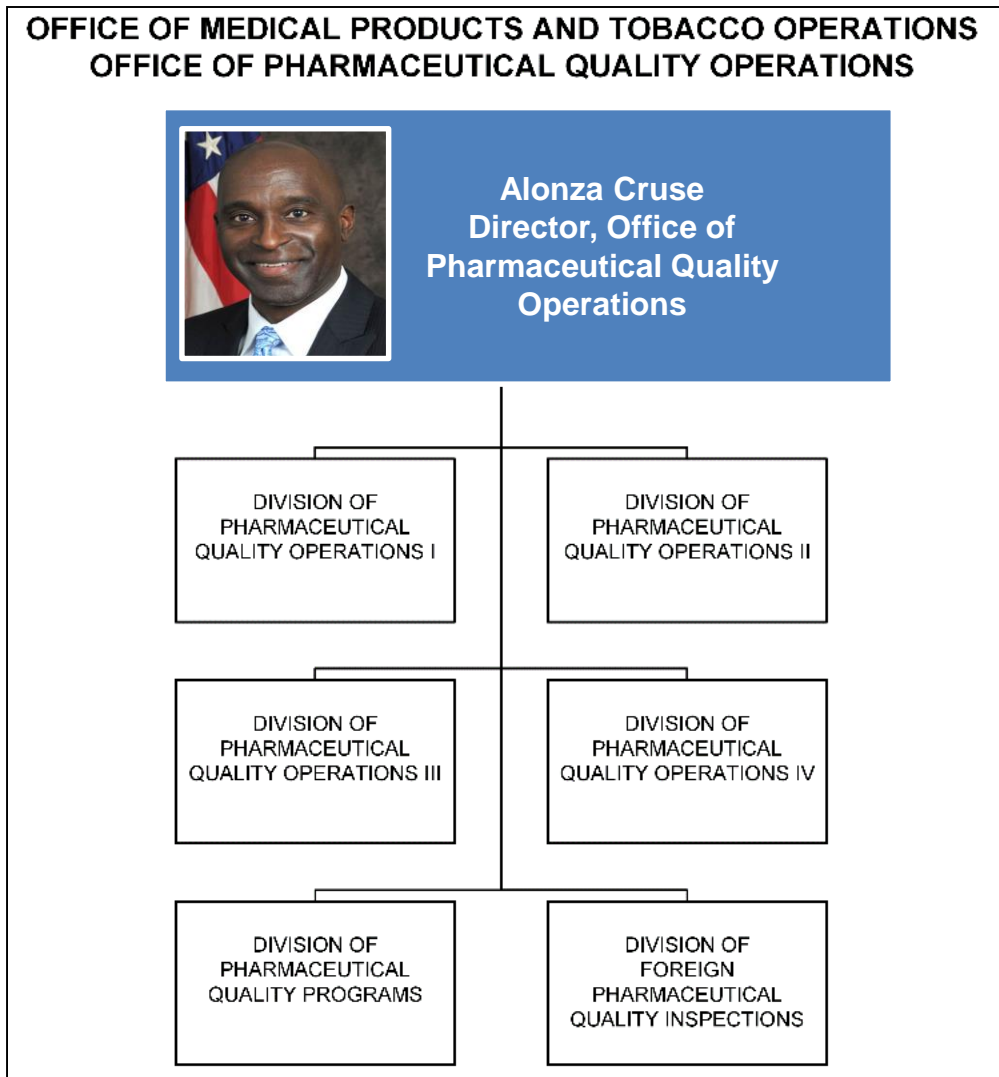 OFFICE OF MEDICAL PRODUCTS AND TOBACCO OPERATIONS
OFFICE OF PHARMACEUTICAL QUALITY OPERATIONS
Alonza Cruse
Director, Office of
Pharmaceutical Quality
Operations
DIVISION OF
PHARMACEUTICAL
QUALITY OPERATIONS I
DIVISION OF
PHARMACEUTICAL
QUALITY OPERATIONS II
DIVISION OF
PHARMACEUTICAL
QUALITY OPERATIONS III
DIVISION OF
PHARMACEUTICAL
QUALITY OPERATIONS IV
DIVISION OF
PHARMACEUTICAL
QUALITY PROGRAMS
DIVISION OF
FOREIGN
PHARMACEUTICAL
QUALITY INSPECTIONS